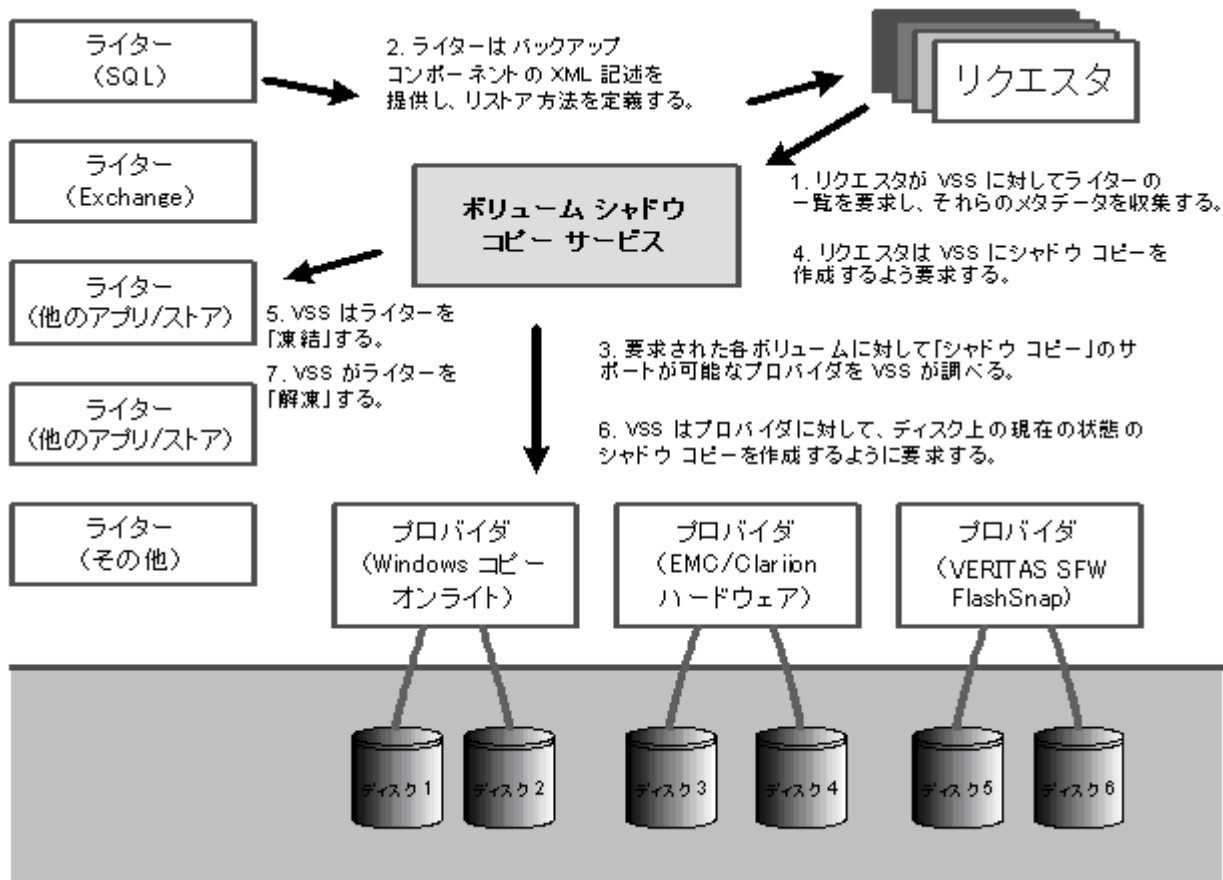 ライター
(SQL)
2. ライターは バックアップ
コンポーネントの XML 記述を
提供し、リストア方法を定義する。
リクエスタ
ライター
(Exchange)
ボリューム シャドウ
コピー サービス
1. リクエスタが VSS に対してライターの
一覧を要求し、それらのメタデータを収集する。
4. リクエスタは VSS にシャドウ コピーを
作成するよう要求する。
ライター
(他のアプリ/ストア)
5. VSS はライターを
「凍結」する。
7. VSS がライターを
「解凍」する。
3. 要求された各ボリュームに対して「シャドウ コピー」のサ
ポートが可能なプロバイダを VSS が調べる。
6. VSS はプロバイダに対して、ディスク上の現在の状態の
シャドウ コピーを作成するように要求する。
ライター
(他のアプリ/ストア)
ライター
(その他)
プロバイダ
(Windows コピー
オンライト)
プロバイダ
(EMC/Clariion
ハードウェア)
プロバイダ
(VERITAS SFW
FlashSnap)
ディスク 1
ディスク 2
ディスク 3
ディスク 4
ディスク 5
ディスク 6